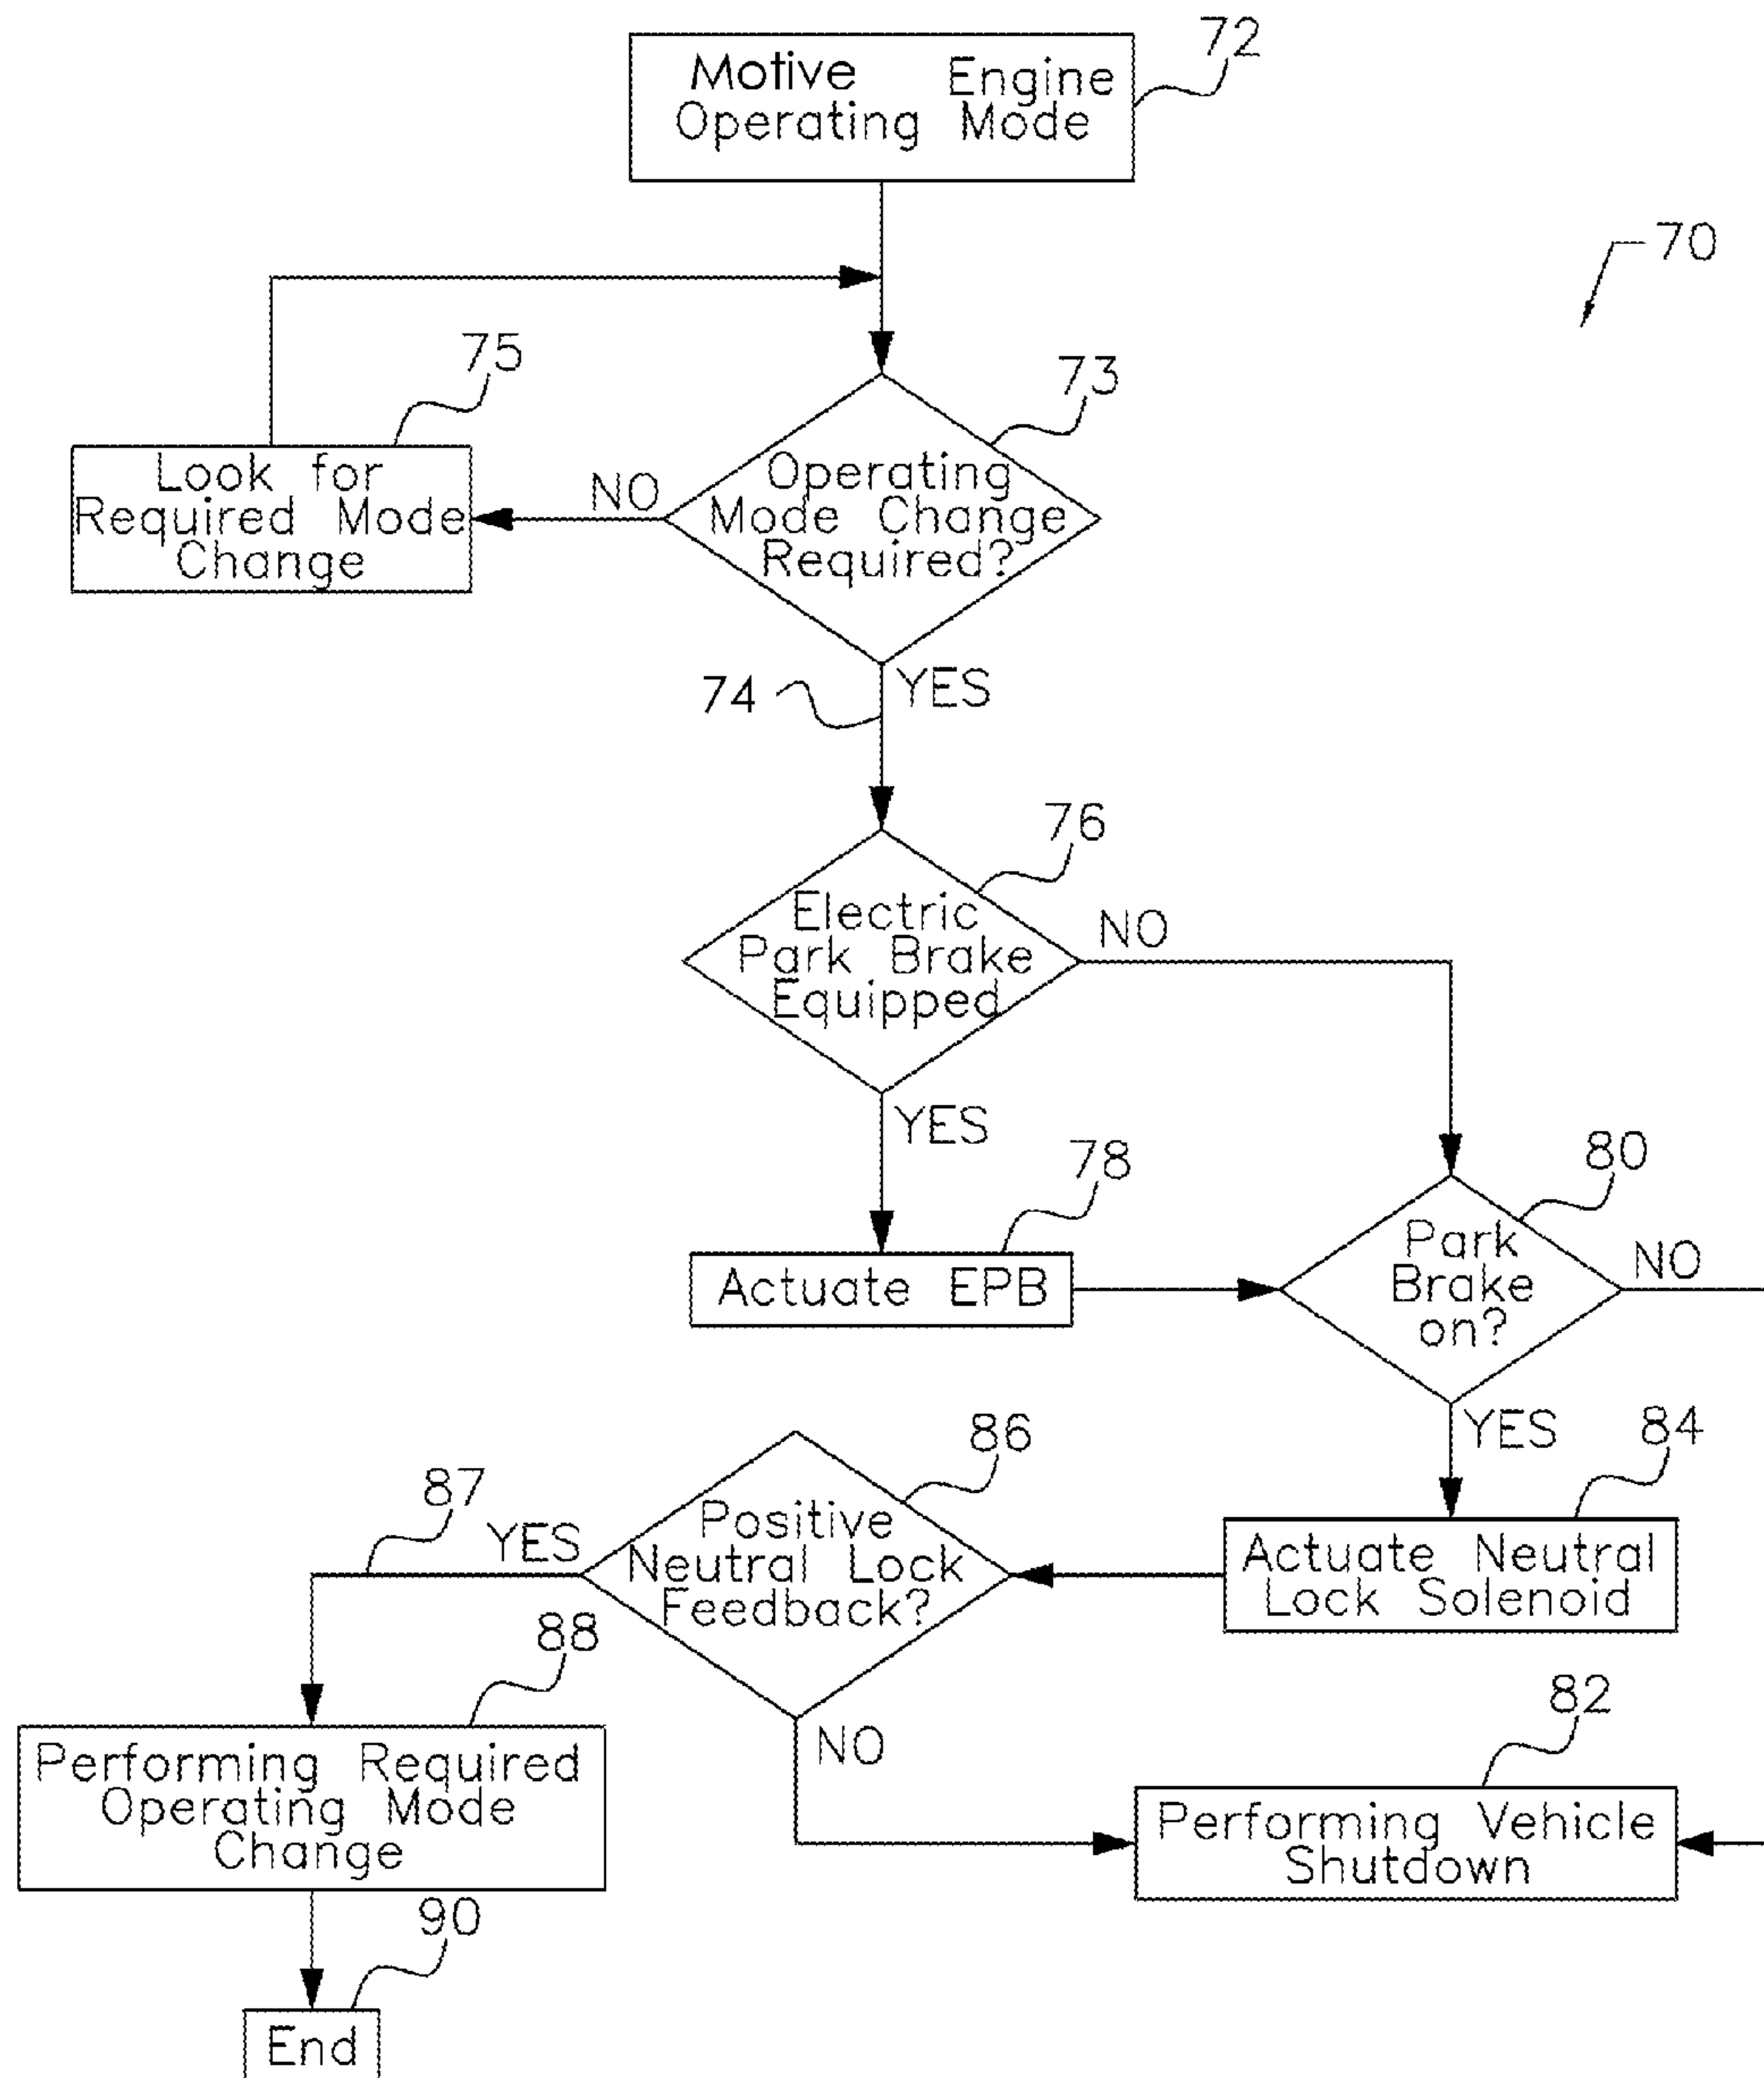 72
Motive Engine
Operating Mode
70
75
73
Look for
Required Mode
Change
NO
Operating
Mode Change
Required?
74
YES
76
Electric
Park Brake
Equipped
NO
YES
78
80
Actuate EPB
Park
Brake
on?
NO
YES
84
86
87
YES
Positive
Neutral Lock
Feedback?
Actuate Neutral
Lock Solenoid
88
82
Performing Required
Operating Mode
Change
NO
Performing Vehicle
Shutdown
90
End